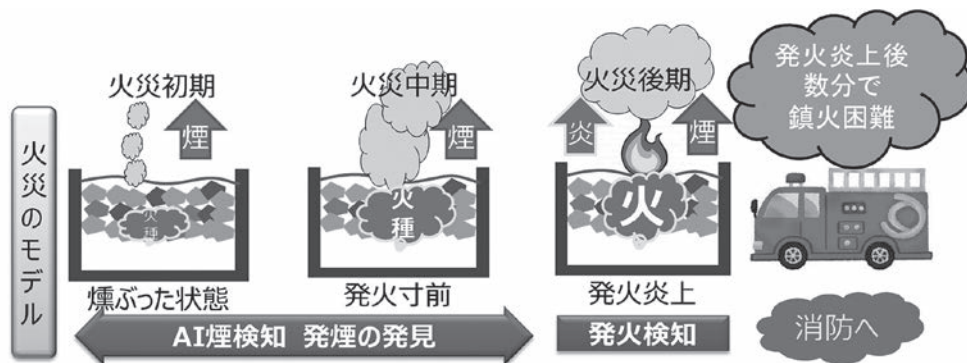 火災のモデル
火災初期
煙
火
種
燻ぶった状態
火災中期
煙
火
種
発火寸前
火災後期
炎
煙
火
発火炎上
発火炎上後
数分で
鎮火困難
AI煙検知 発煙の発見
発火検知
消防へ